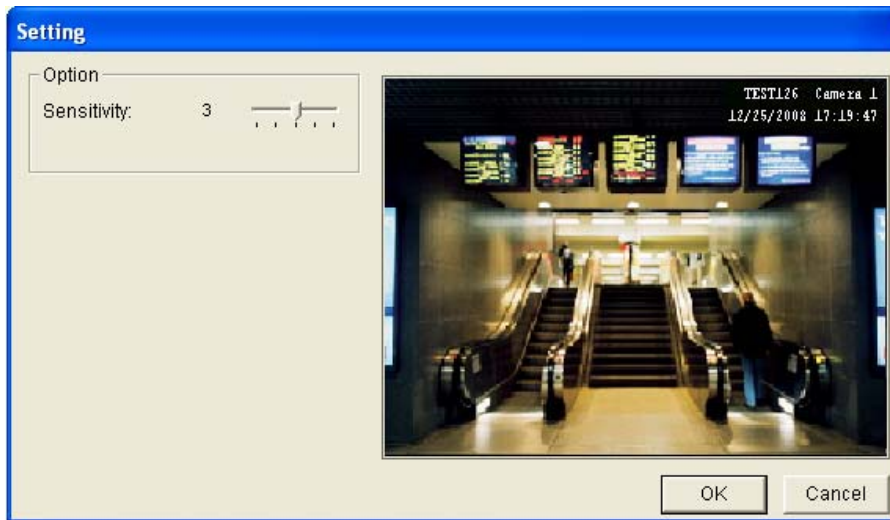 Setting
Option
Sensitivity: 3
TEST126 Camera 1
12/25/2008 17:19:47
OK
Cancel